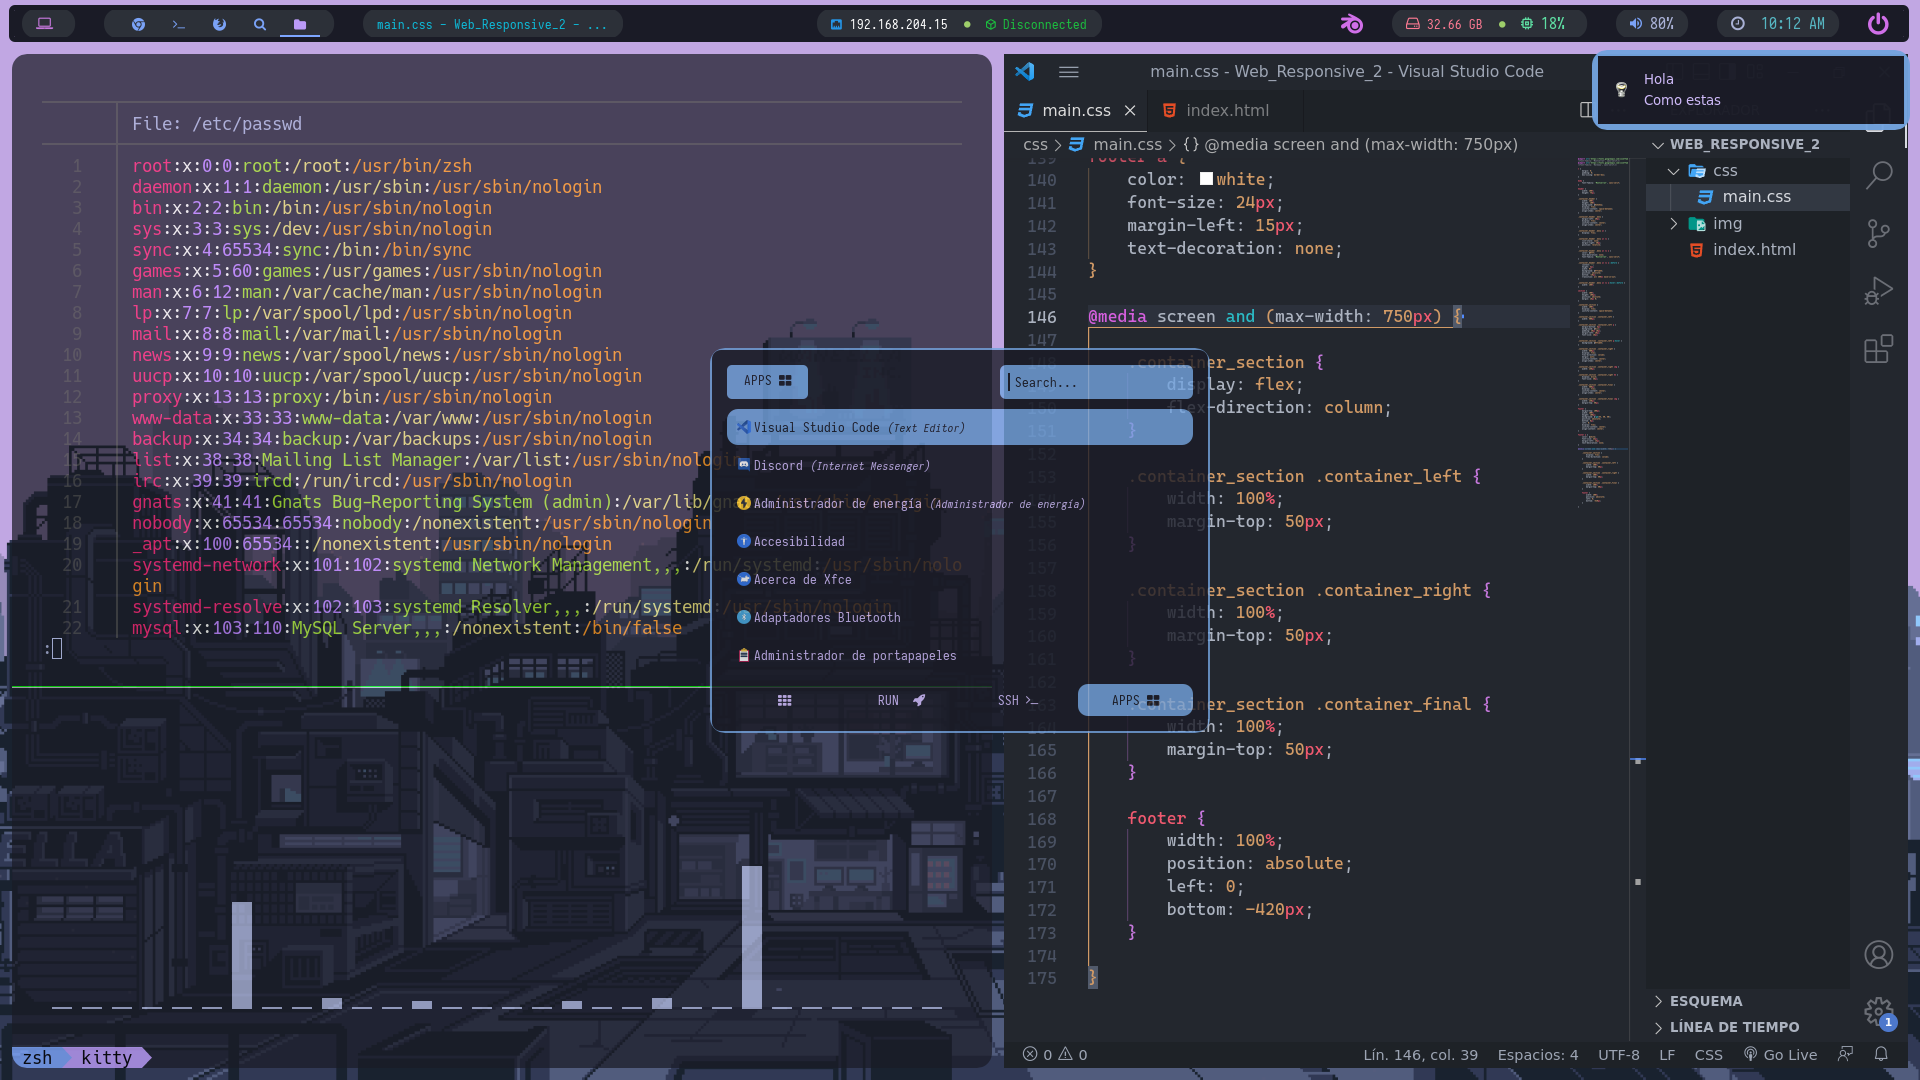 main.css - Web_Responsive_2 - ...
192.168.204.15
Disconnected
32.66 GB
18%
80%
10:12 AM
Hola
Como estas
File: /etc/passwd
1 root:x:0:0:root:/root:/usr/bin/zsh
2 daemon:x:1:1:daemon:/usr/sbin:/usr/sbin/nologin
3 bin:x:2:2:bin:/bin:/usr/sbin/nologin
4 sys:x:3:3:sys:/dev:/usr/sbin/nologin
5 sync:x:4:65534:sync:/bin:/bin/sync
6 games:x:5:60:games:/usr/games:/usr/sbin/nologin
7 man:x:6:12:man:/var/cache/man:/usr/sbin/nologin
8 lp:x:7:7:lp:/var/spool/lpd:/usr/sbin/nologin
9 mail:x:8:8:mail:/var/mail:/usr/sbin/nologin
10 news:x:9:9:news:/var/spool/news:/usr/sbin/nologin
11 uucp:x:10:10:uucp:/var/spool/uucp:/usr/sbin/nologin
12 proxy:x:13:13:proxy:/bin:/usr/sbin/nologin
13 www-data:x:33:33:www-data:/var/www:/usr/sbin/nologin
14 backup:x:34:34:backup:/var/backups:/usr/sbin/nologin
15 list:x:38:38:Mailing List Manager:/var/list:/usr/sbin/nologin
16 irc:x:39:39:ircd:/run/ircd:/usr/sbin/nologin
17 gnats:x:41:41:Gnats Bug-Reporting System (admin):/var/lib/gnats:/usr/sbin/nologin
18 nobody:x:65534:65534:nobody:/nonexistent:/usr/sbin/nologin
19 _apt:x:100:65534::/nonexistent:/usr/sbin/nologin
20 systemd-network:x:101:102:systemd Network Management,,,:/run/systemd:/usr/sbin/nolo
gin
21 systemd-resolve:x:102:103:systemd Resolver,,,:/run/systemd:/usr/sbin/nologin
22 mysql:x:103:110:MySQL Server,,,:/nonexistent:/bin/false
:
zsh kitty
APPS
Search...
Visual Studio Code (Text Editor)
Discord (Internet Messenger)
Administrador de energía (Administrador de energía)
Accesibilidad
Acerca de Xfce
Adaptadores Bluetooth
Administrador de portapapeles
RUN
SSH
APPS
main.css - Web_Responsive_2 - Visual Studio Code
main.css
index.html
css > main.css > {} @media screen and (max-width: 750px)
139 footer a {
140 color: white;
141 font-size: 24px;
142 margin-left: 15px;
143 text-decoration: none;
144 }
145
146 @media screen and (max-width: 750px) {
147
148 .container_section {
display: flex;
150 flex-direction: column;
151 }
152
153 .container_section .container_left {
width: 100%;
155 margin-top: 50px;
156 }
157
158 .container_section .container_right {
159 width: 100%;
160 margin-top: 50px;
161 }
162
163 .container_section .container_final {
164 width: 100%;
165 margin-top: 50px;
166 }
167
168 footer {
169 width: 100%;
170 position: absolute;
171 left: 0;
172 bottom: -420px;
173 }
174
175 }
WEB_RESPONSIVE_2
css
main.css
img
index.html
ESQUEMA
LÍNEA DE TIEMPO
1
0 0
Lín. 146, col. 39
Espacios: 4
UTF-8
LF
CSS
Go Live